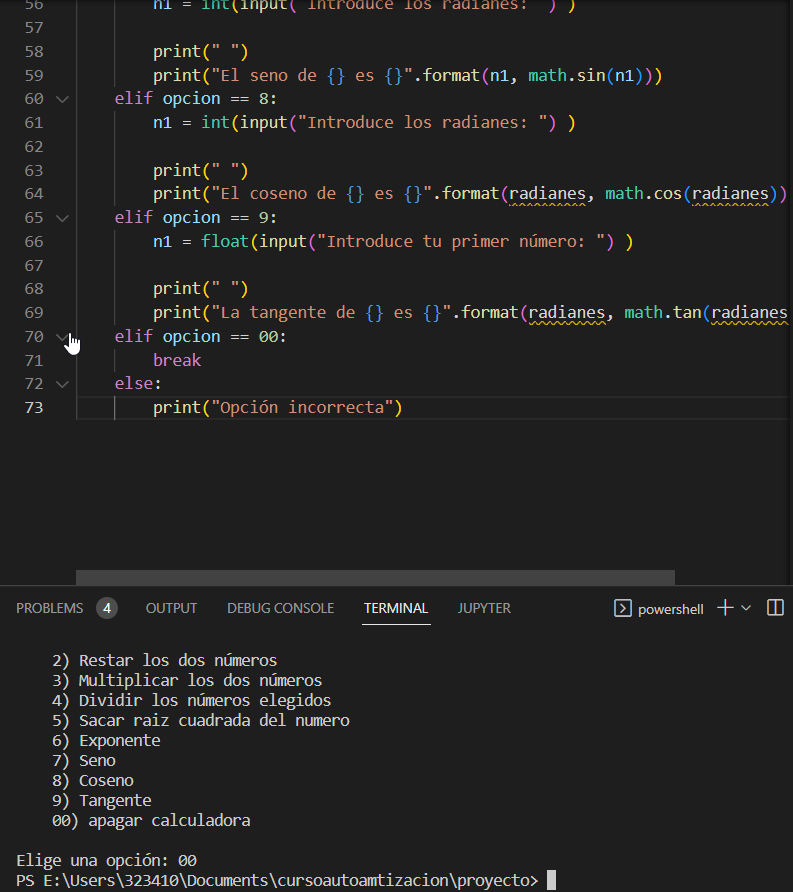 56 n1 = int(input("Introduce los radianes: ") )
57
58 print(" ")
59 print("El seno de {} es {}".format(n1, math.sin(n1)))
60 elif opcion == 8:
61 n1 = int(input("Introduce los radianes: ") )
62
63 print(" ")
64 print("El coseno de {} es {}".format(radianes, math.cos(radianes))
65 elif opcion == 9:
66 n1 = float(input("Introduce tu primer número: ") )
67
68 print(" ")
69 print("La tangente de {} es {}".format(radianes, math.tan(radianes
70 elif opcion == 00:
71 break
72 else:
73 print("Opción incorrecta")
PROBLEMS 4 OUTPUT DEBUG CONSOLE TERMINAL JUPYTER powershell
2) Restar los dos números
3) Multiplicar los dos números
4) Dividir los números elegidos
5) Sacar raiz cuadrada del numero
6) Exponente
7) Seno
8) Coseno
9) Tangente
00) apagar calculadora
Elige una opción: 00
PS E:\Users\323410\Documents\cursoautoamtizacion\proyecto>